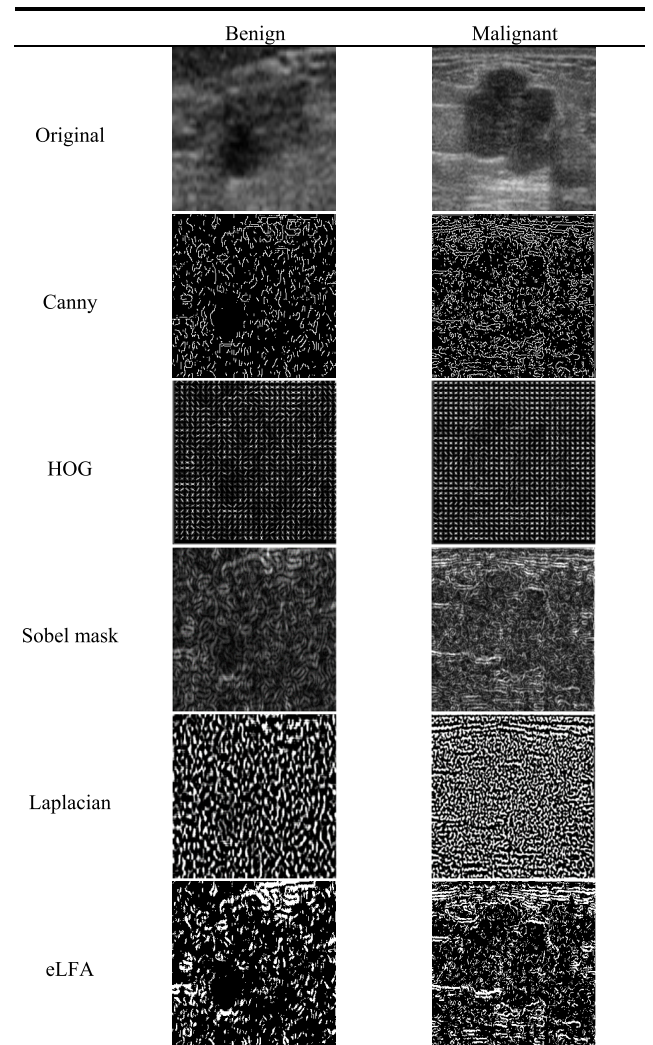 Benign Malignant
Original
Canny
HOG
Sobel mask
Laplacian
eLFA